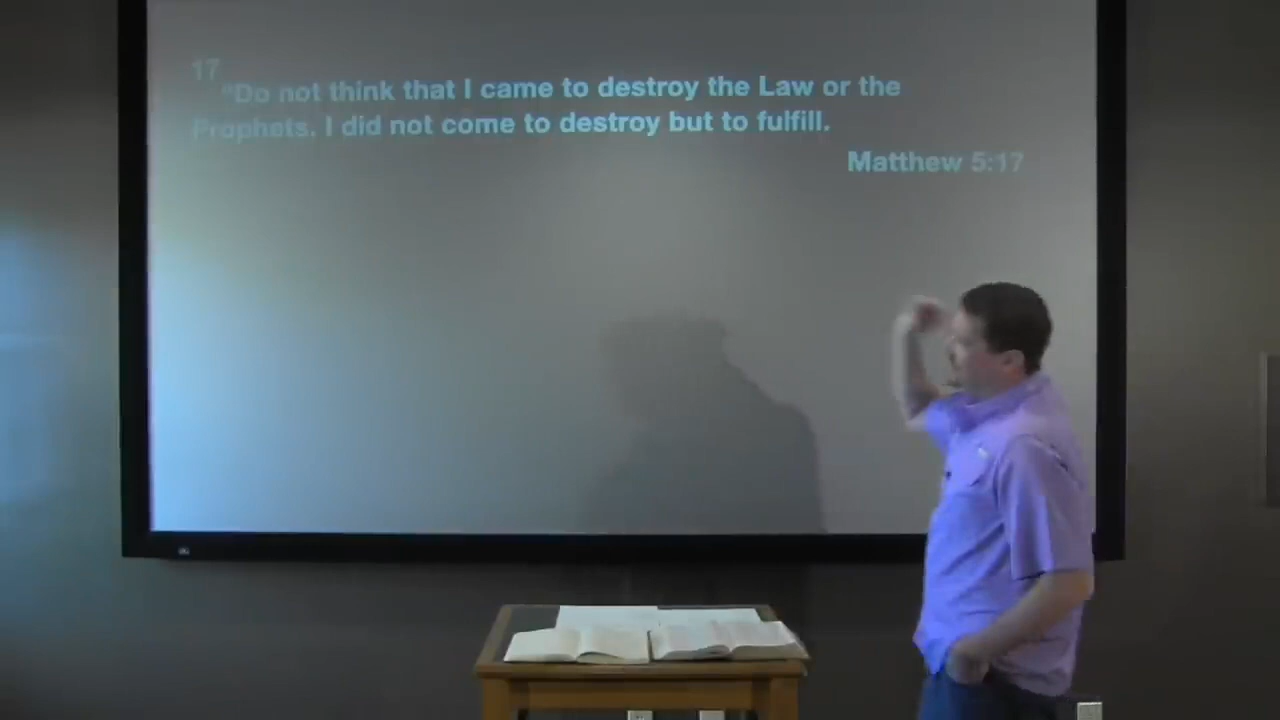 17
"Do not think that I came to destroy the Law or the
Prophets. I did not come to destroy but to fulfill.
Matthew 5:17